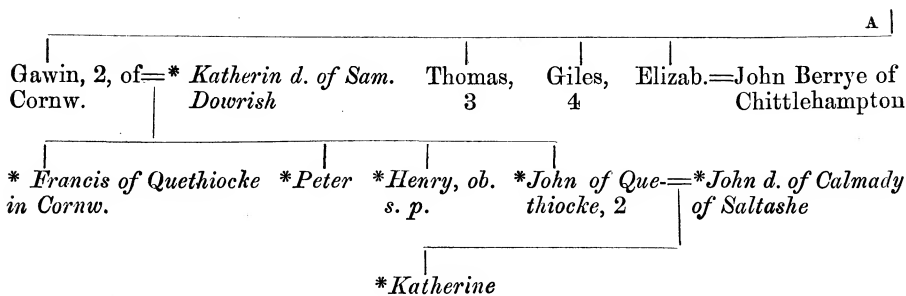 A
Gawin, 2, of=* Katherin d. of Sam. Thomas, Giles, Elizab.=John Berrye of
Cornw. Dowrish 3 4 Chittlehampton
* Francis of Quethiocke *Peter *Henry, ob. *John of Que-=*John d. of Calmady
in Cornw. s. p. thiocke, 2 of Saltashe
*Katherine